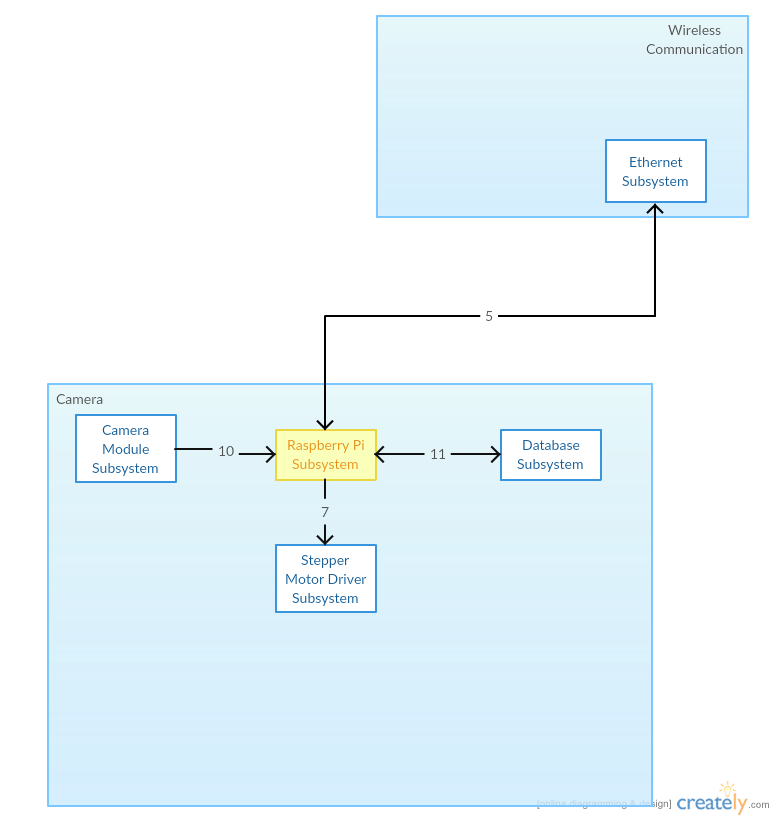 Wireless
Communication
Ethernet
Subsystem
5
Camera
Camera
Module
Subsystem
10
Raspberry Pi
Subsystem
11
Database
Subsystem
7
Stepper
Motor Driver
Subsystem
[online diagramming & design] creately.com